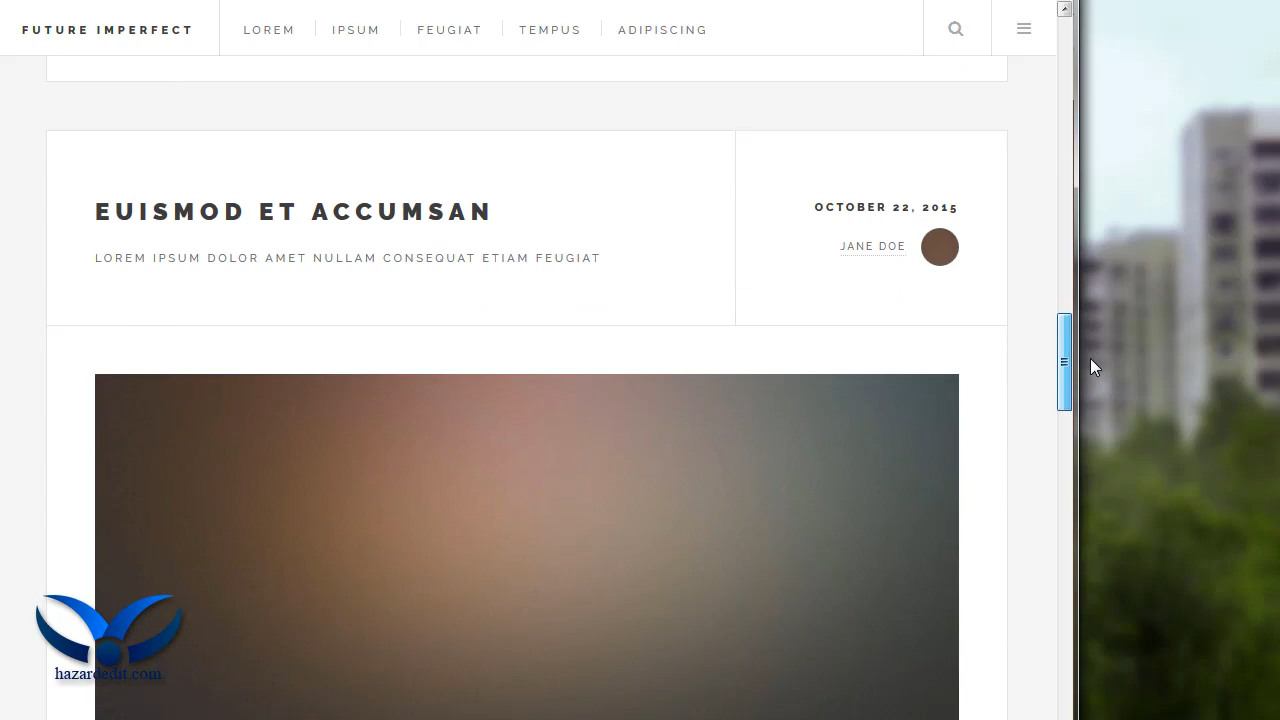 FUTURE IMPERFECT
LOREM
IPSUM
FEUGIAT
TEMPUS
ADIPISCING
EUISMOD ET ACCUMSAN
LOREM IPSUM DOLOR AMET NULLAM CONSEQUAT ETIAM FEUGIAT
OCTOBER 22, 2015
JANE DOE
hazardedit.com